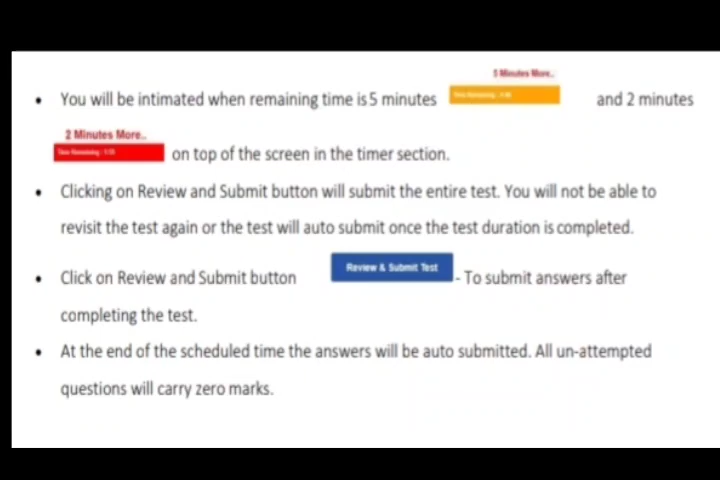 5 Minutes More..
• You will be intimated when remaining time is 5 minutes and 2 minutes
2 Minutes More..
on top of the screen in the timer section.
• Clicking on Review and Submit button will submit the entire test. You will not be able to
revisit the test again or the test will auto submit once the test duration is completed.
• Click on Review and Submit button Review & Submit Test - To submit answers after
completing the test.
• At the end of the scheduled time the answers will be auto submitted. All un-attempted
questions will carry zero marks.